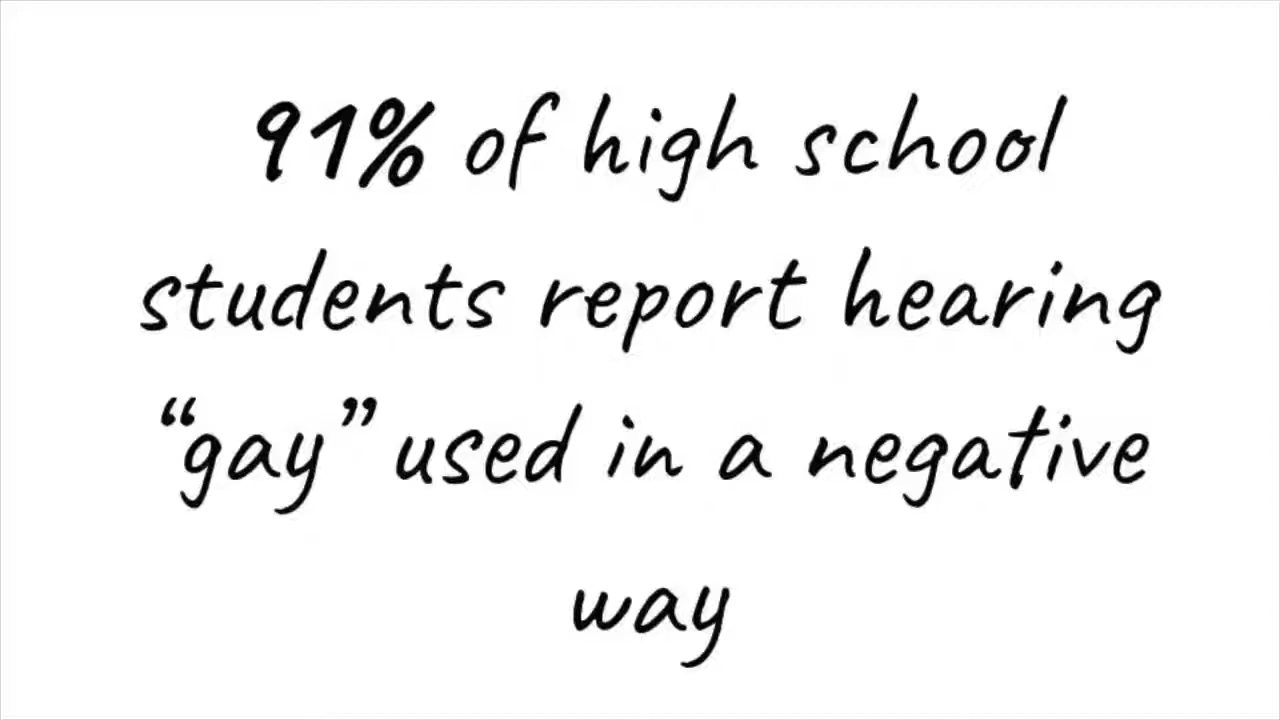 91% of high school
students report hearing
“gay” used in a negative
way